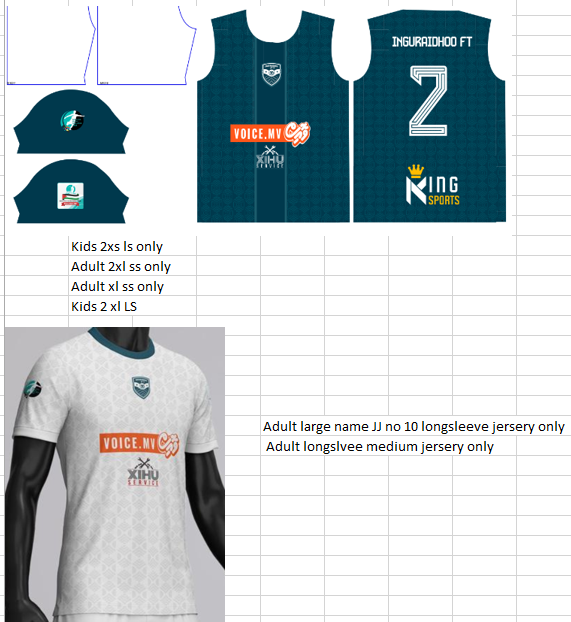 INGURAIDHOO FT
2
VOICE.MV
XIHU
SERVICE
KING
SPORTS
Kids 2xs ls only
Adult 2xl ss only
Adult xl ss only
Kids 2 xl LS
VOICE.MV
XIHU
SERVICE
Adult large name JJ no 10 longsleeve jersery only
Adult longslvee medium jersery only